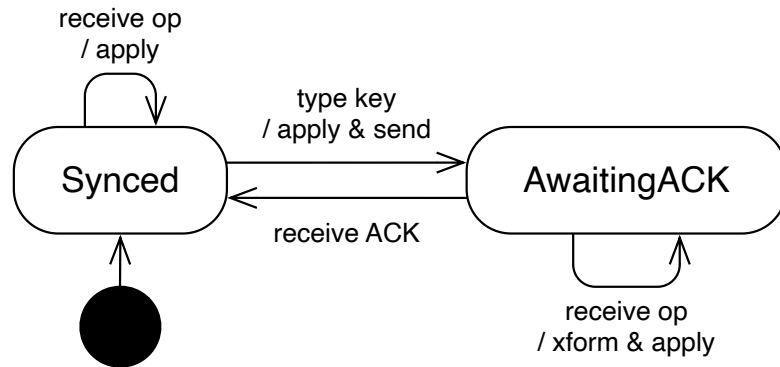 receive op
/ apply
type key
/ apply & send
Synced
AwaitingACK
receive ACK
receive op
/ xform & apply